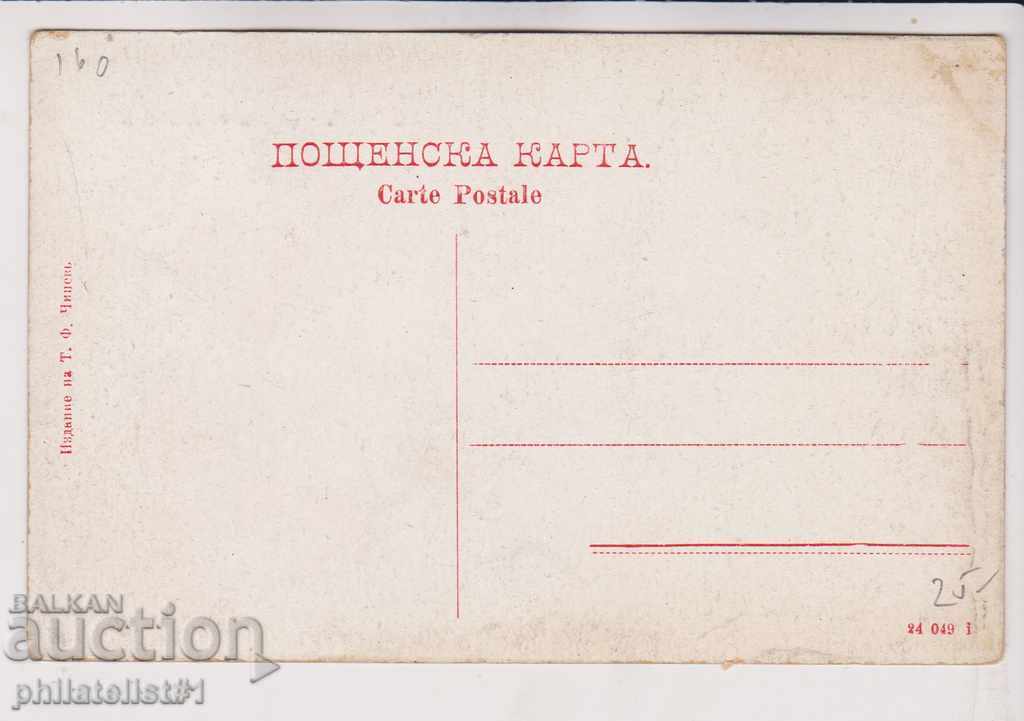 160
ПОЩЕНСКА КАРТА.
Carte Postale
Издание на Т. Ф. Чипевъ
25
24 049 I
BALKAN
auction
philatelist#1